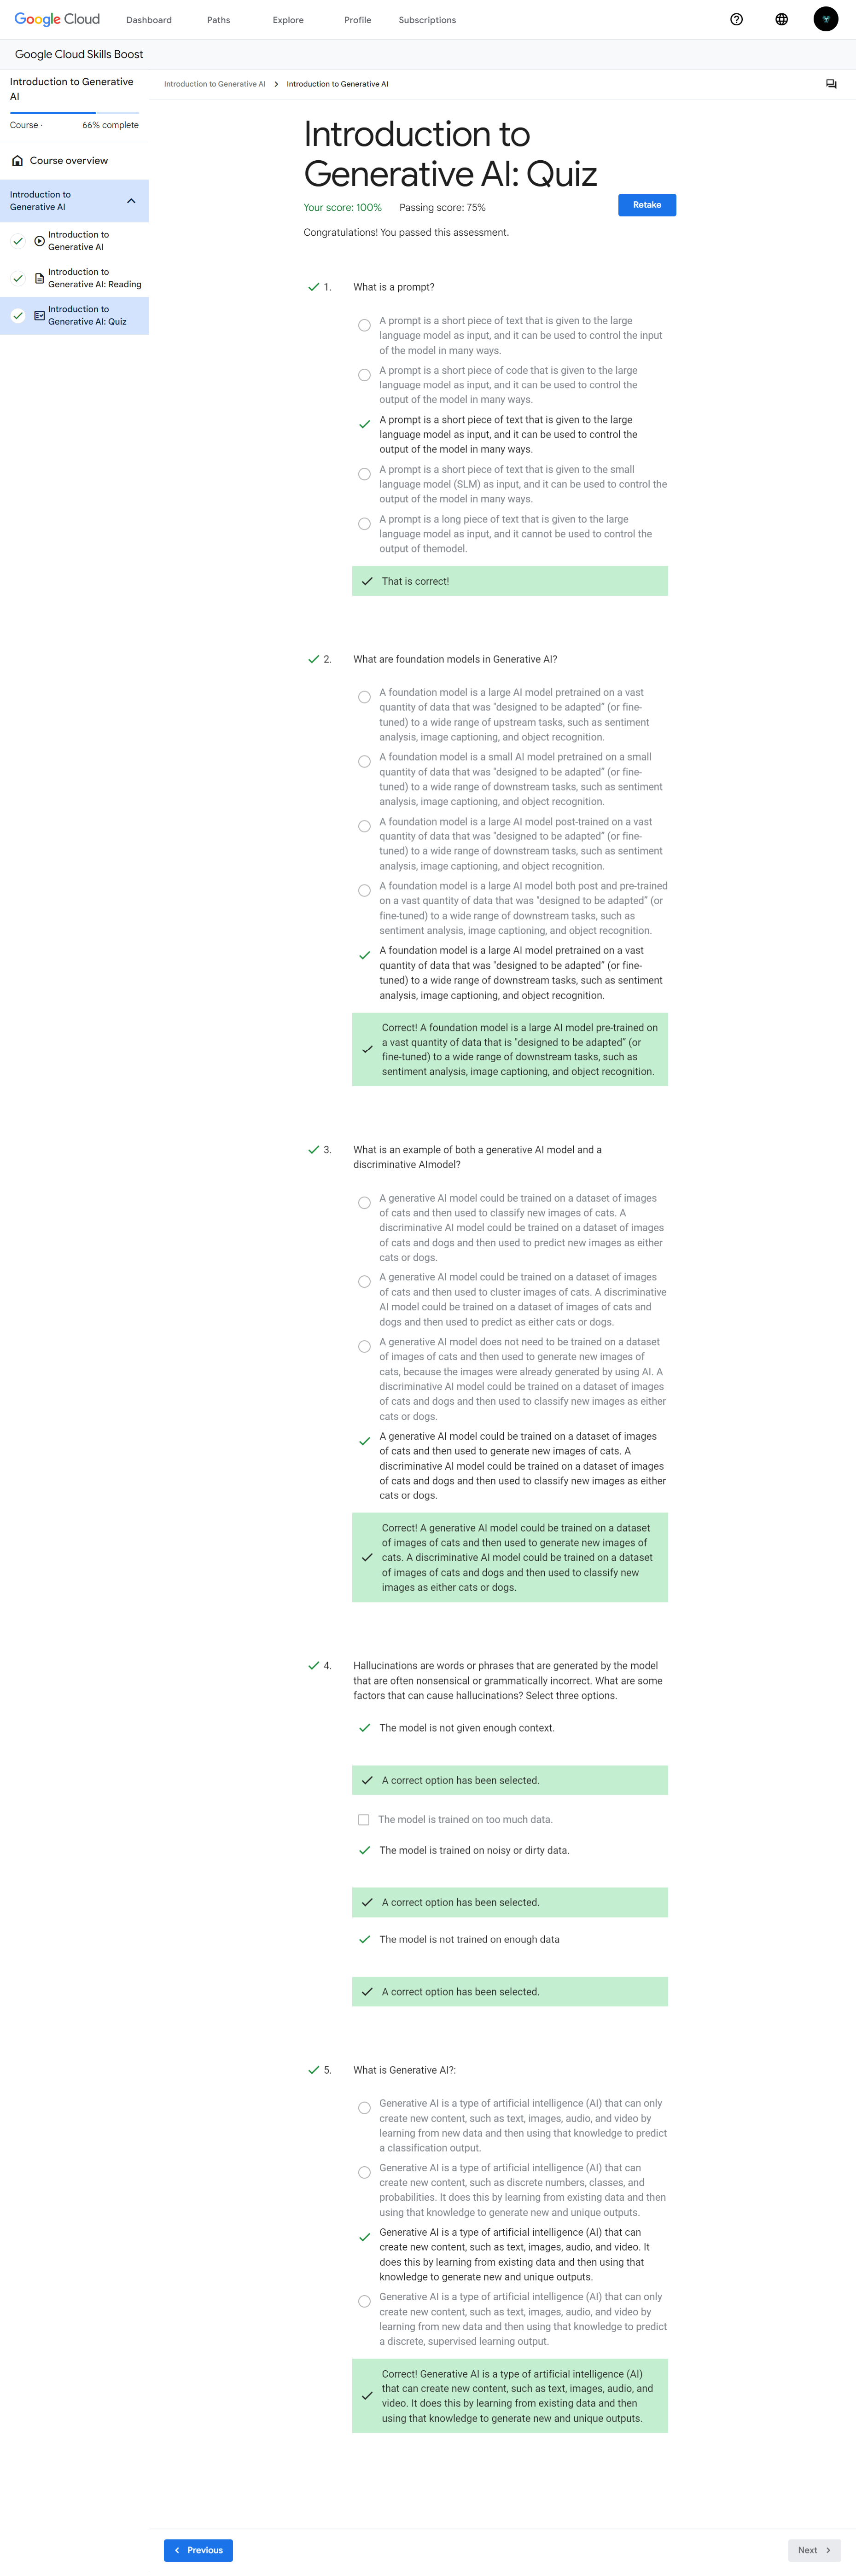 Google Cloud Dashboard Paths Explore Profile Subscriptions
Google Cloud Skills Boost
Introduction to Generative
AI
Course · 66% complete
Course overview
Introduction to
Generative AI
Introduction to
Generative AI
Introduction to
Generative AI: Reading
Introduction to
Generative AI: Quiz
Introduction to Generative AI > Introduction to Generative AI
Introduction to
Generative AI: Quiz
Your score: 100% Passing score: 75%
Retake
Congratulations! You passed this assessment.
1. What is a prompt?
A prompt is a short piece of text that is given to the large
language model as input, and it can be used to control the input
of the model in many ways.
A prompt is a short piece of code that is given to the large
language model as input, and it can be used to control the
output of the model in many ways.
A prompt is a short piece of text that is given to the large
language model as input, and it can be used to control the
output of the model in many ways.
A prompt is a short piece of text that is given to the small
language model (SLM) as input, and it can be used to control the
output of the model in many ways.
A prompt is a long piece of text that is given to the large
language model as input, and it cannot be used to control the
output of themodel.
That is correct!
2. What are foundation models in Generative AI?
A foundation model is a large AI model pretrained on a vast
quantity of data that was "designed to be adapted” (or fine-
tuned) to a wide range of upstream tasks, such as sentiment
analysis, image captioning, and object recognition.
A foundation model is a small AI model pretrained on a small
quantity of data that was "designed to be adapted” (or fine-
tuned) to a wide range of downstream tasks, such as sentiment
analysis, image captioning, and object recognition.
A foundation model is a large AI model post-trained on a vast
quantity of data that was "designed to be adapted” (or fine-
tuned) to a wide range of downstream tasks, such as sentiment
analysis, image captioning, and object recognition.
A foundation model is a large AI model both post and pre-trained
on a vast quantity of data that was "designed to be adapted” (or
fine-tuned) to a wide range of downstream tasks, such as
sentiment analysis, image captioning, and object recognition.
A foundation model is a large AI model pretrained on a vast
quantity of data that was "designed to be adapted” (or fine-
tuned) to a wide range of downstream tasks, such as sentiment
analysis, image captioning, and object recognition.
Correct! A foundation model is a large AI model pre-trained on
a vast quantity of data that is "designed to be adapted” (or
fine-tuned) to a wide range of downstream tasks, such as
sentiment analysis, image captioning, and object recognition.
3. What is an example of both a generative AI model and a
discriminative AImodel?
A generative AI model could be trained on a dataset of images
of cats and then used to classify new images of cats. A
discriminative AI model could be trained on a dataset of images
of cats and dogs and then used to predict new images as either
cats or dogs.
A generative AI model could be trained on a dataset of images
of cats and then used to cluster images of cats. A discriminative
AI model could be trained on a dataset of images of cats and
dogs and then used to predict as either cats or dogs.
A generative AI model does not need to be trained on a dataset
of images of cats and then used to generate new images of
cats, because the images were already generated by using AI. A
discriminative AI model could be trained on a dataset of images
of cats and dogs and then used to classify new images as either
cats or dogs.
A generative AI model could be trained on a dataset of images
of cats and then used to generate new images of cats. A
discriminative AI model could be trained on a dataset of images
of cats and dogs and then used to classify new images as either
cats or dogs.
Correct! A generative AI model could be trained on a dataset
of images of cats and then used to generate new images of
cats. A discriminative AI model could be trained on a dataset
of images of cats and dogs and then used to classify new
images as either cats or dogs.
4. Hallucinations are words or phrases that are generated by the model
that are often nonsensical or grammatically incorrect. What are some
factors that can cause hallucinations? Select three options.
The model is not given enough context.
A correct option has been selected.
The model is trained on too much data.
The model is trained on noisy or dirty data.
A correct option has been selected.
The model is not trained on enough data
A correct option has been selected.
5. What is Generative AI?:
Generative AI is a type of artificial intelligence (AI) that can only
create new content, such as text, images, audio, and video by
learning from new data and then using that knowledge to predict
a classification output.
Generative AI is a type of artificial intelligence (AI) that can
create new content, such as discrete numbers, classes, and
probabilities. It does this by learning from existing data and then
using that knowledge to generate new and unique outputs.
Generative AI is a type of artificial intelligence (AI) that can
create new content, such as text, images, audio, and video. It
does this by learning from existing data and then using that
knowledge to generate new and unique outputs.
Generative AI is a type of artificial intelligence (AI) that can only
create new content, such as text, images, audio, and video by
learning from new data and then using that knowledge to predict
a discrete, supervised learning output.
Correct! Generative AI is a type of artificial intelligence (AI)
that can create new content, such as text, images, audio, and
video. It does this by learning from existing data and then
using that knowledge to generate new and unique outputs.
Previous Next